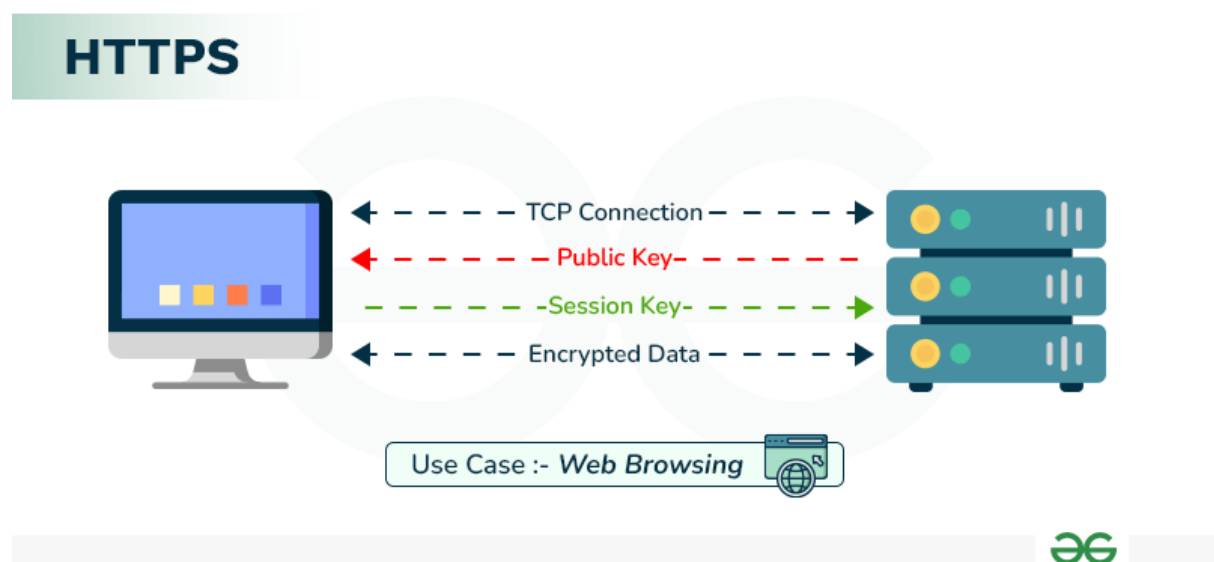 HTTPS
TCP Connection
Public Key
Session Key
Encrypted Data
Use Case :- Web Browsing